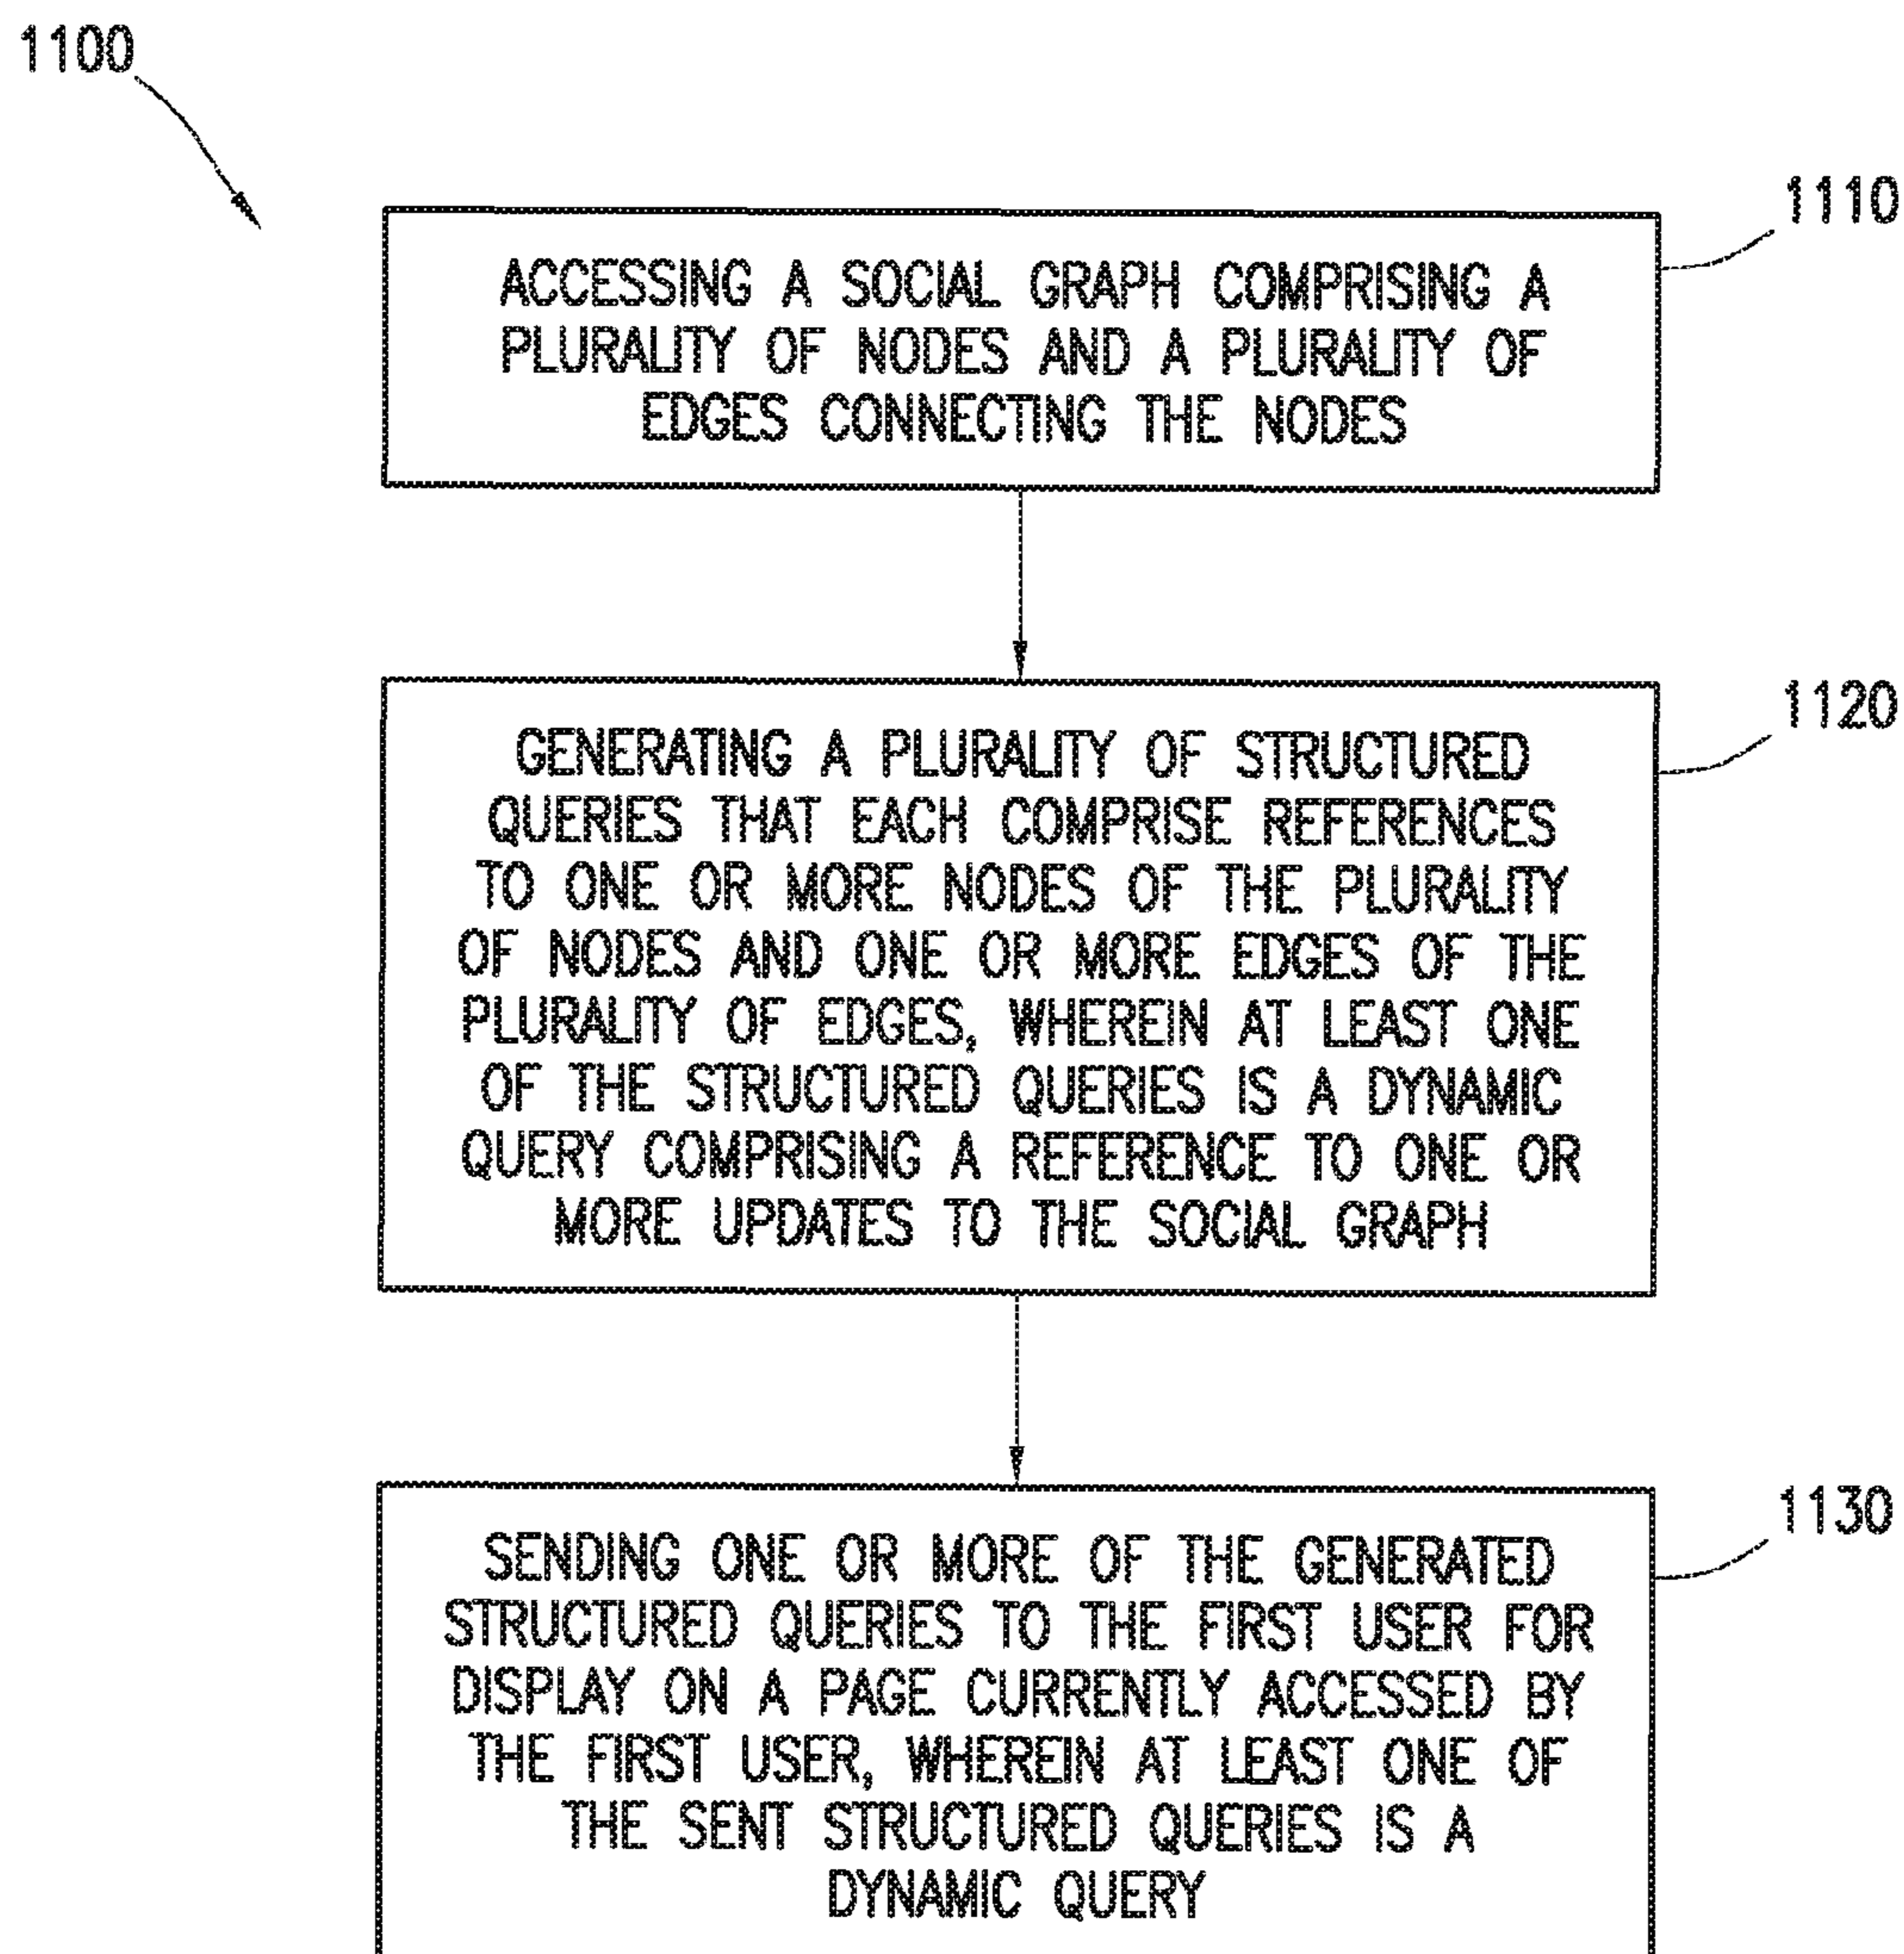 1100
1110
ACCESSING A SOCIAL GRAPH COMPRISING A
PLURALITY OF NODES AND A PLURALITY OF
EDGES CONNECTING THE NODES
1120
GENERATING A PLURALITY OF STRUCTURED
QUERIES THAT EACH COMPRISE REFERENCES
TO ONE OR MORE NODES OF THE PLURALITY
OF NODES AND ONE OR MORE EDGES OF THE
PLURALITY OF EDGES, WHEREIN AT LEAST ONE
OF THE STRUCTURED QUERIES IS A DYNAMIC
QUERY COMPRISING A REFERENCE TO ONE OR
MORE UPDATES TO THE SOCIAL GRAPH
1130
SENDING ONE OR MORE OF THE GENERATED
STRUCTURED QUERIES TO THE FIRST USER FOR
DISPLAY ON A PAGE CURRENTLY ACCESSED BY
THE FIRST USER, WHEREIN AT LEAST ONE OF
THE SENT STRUCTURED QUERIES IS A
DYNAMIC QUERY